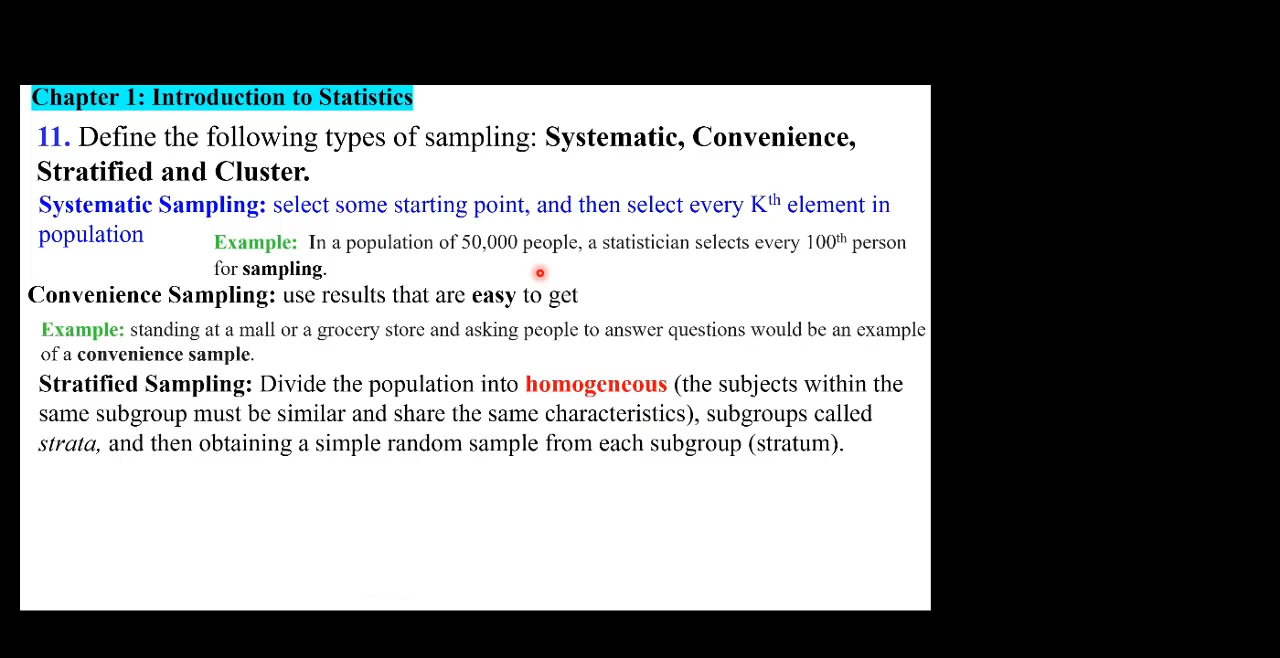 Chapter 1: Introduction to Statistics
11. Define the following types of sampling: Systematic, Convenience,
Stratified and Cluster.
Systematic Sampling: select some starting point, and then select every Kth element in
population
Example: In a population of 50,000 people, a statistician selects every 100th person
for sampling.
Convenience Sampling: use results that are easy to get
Example: standing at a mall or a grocery store and asking people to answer questions would be an example
of a convenience sample.
Stratified Sampling: Divide the population into homogeneous (the subjects within the
same subgroup must be similar and share the same characteristics), subgroups called
strata, and then obtaining a simple random sample from each subgroup (stratum).